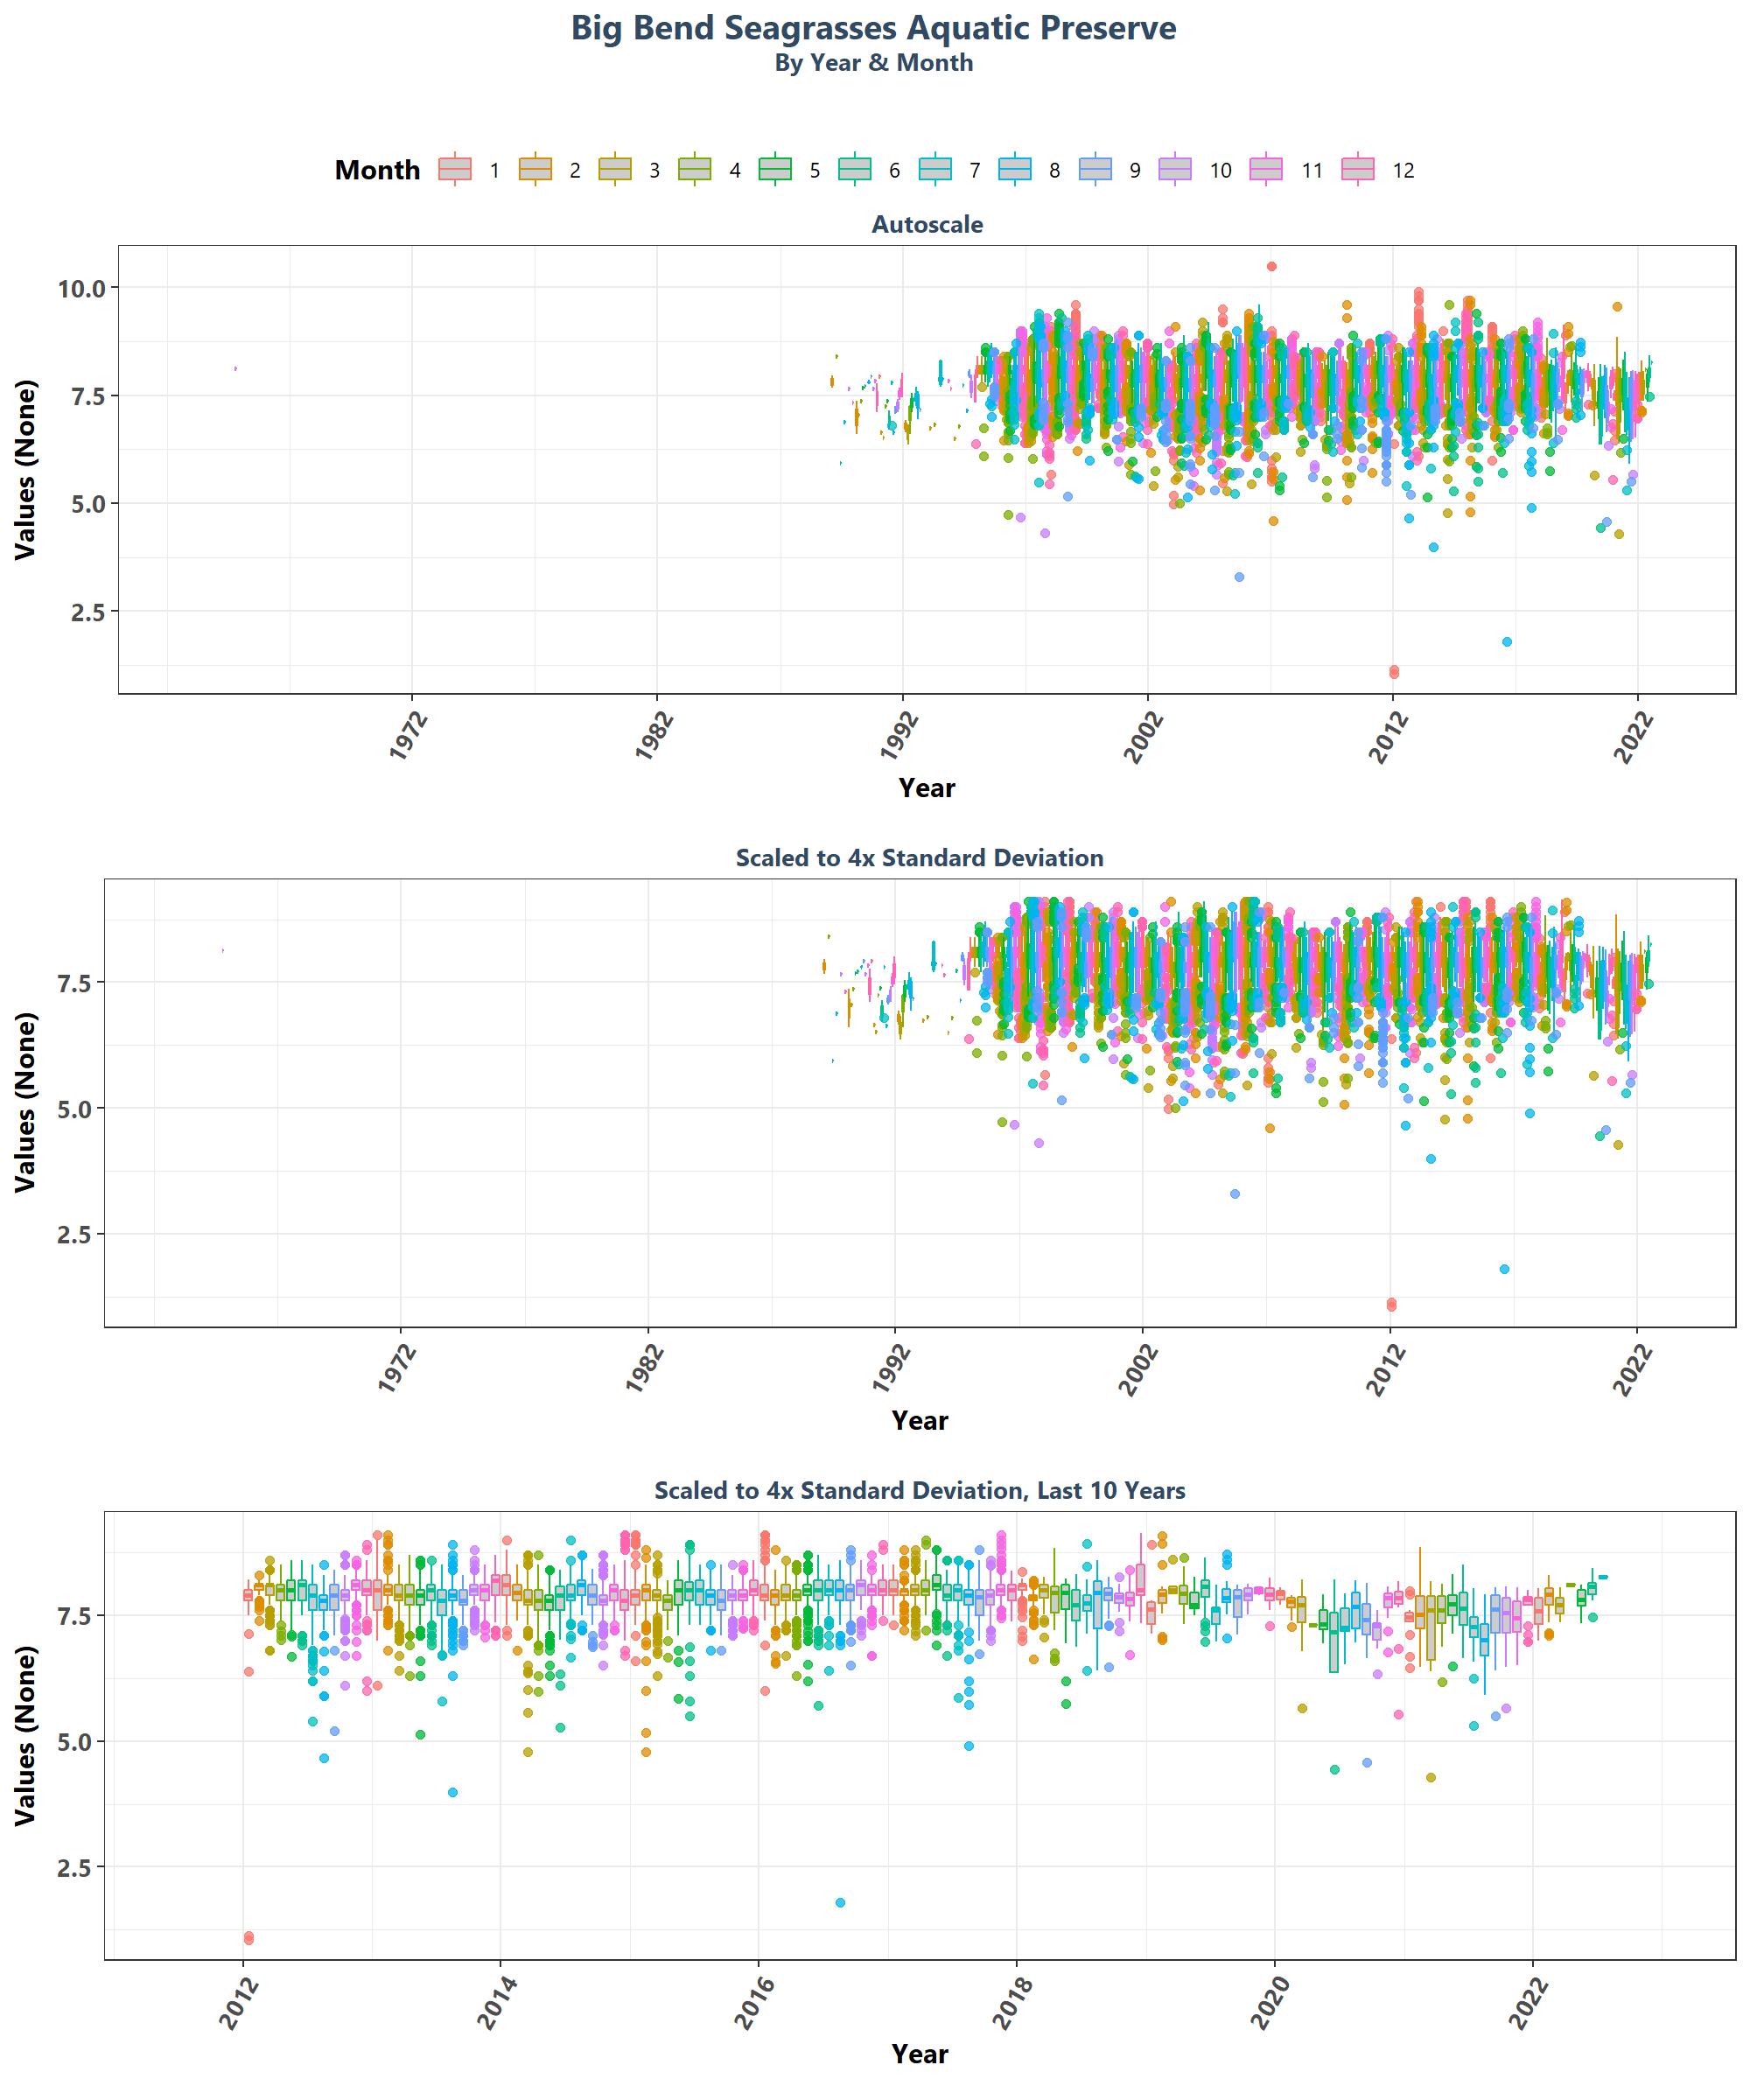 Big Bend Seagrasses Aquatic Preserve
By Year & Month
Month 1 2 3 4 5 6 7 8 9 10 11 12
Autoscale
Values (None)
10.0
7.5
5.0
2.5
1972 1982 1992 2002 2012 2022
Year
Scaled to 4x Standard Deviation
Values (None)
7.5
5.0
2.5
1972 1982 1992 2002 2012 2022
Year
Scaled to 4x Standard Deviation, Last 10 Years
Values (None)
7.5
5.0
2.5
2012 2014 2016 2018 2020 2022
Year